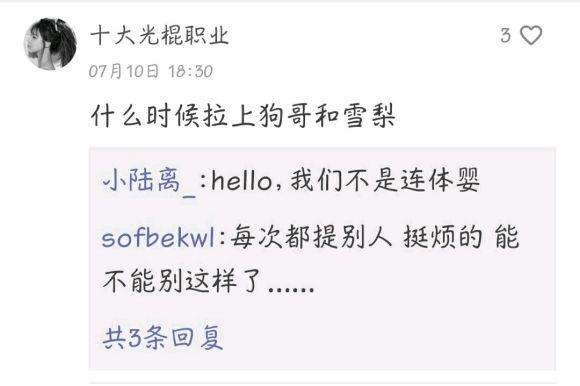 十大光棍职业
3
07月10日 18:30
什么时候拉上狗哥和雪梨
小陆离_:hello,我们不是连体婴
sofbekwl:每次都提别人 挺烦的 能
不能别这样了......
共3条回复